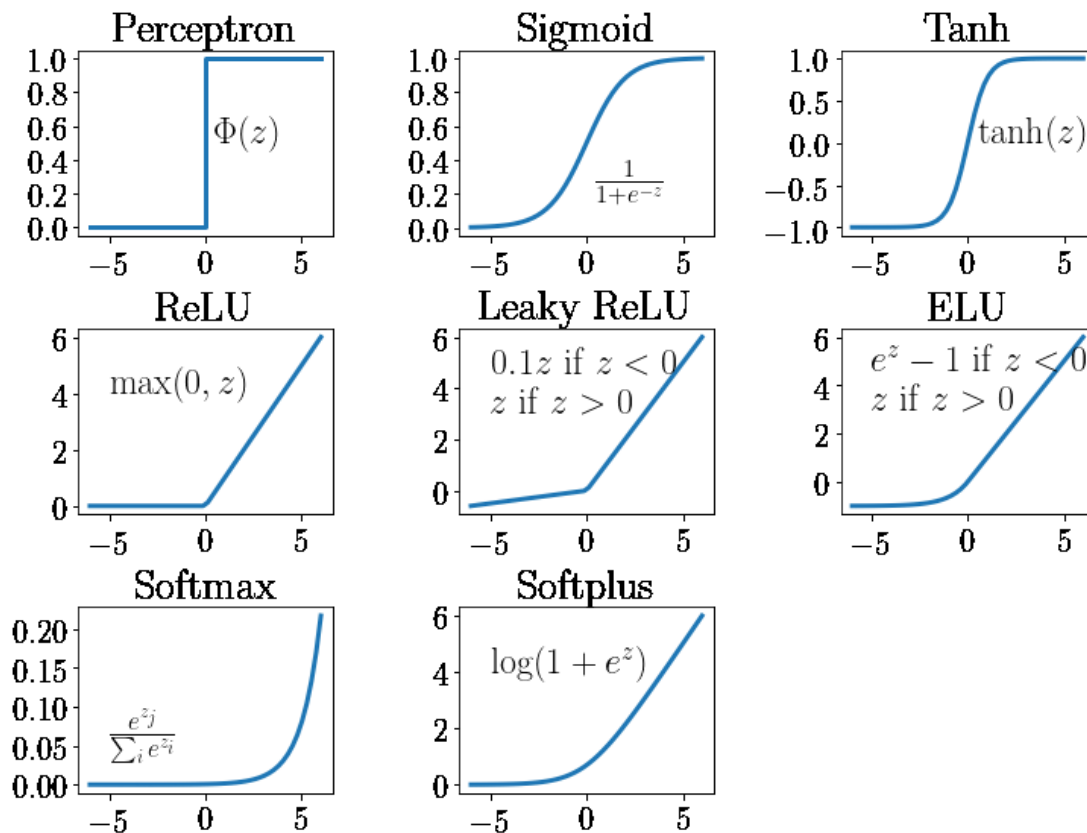 Perceptron
1.0
0.8
0.6
0.4
0.2
0.0
Φ(z)
−5 0 5
Sigmoid
1.0
0.8
0.6
0.4
0.2
0.0
1/(1+e^{−z})
−5 0 5
Tanh
1.0
0.5
0.0
−0.5
−1.0
tanh(z)
−5 0 5
ReLU
6
4
2
0
max(0, z)
−5 0 5
Leaky ReLU
6
4
2
0
0.1z if z < 0
z if z > 0
−5 0 5
ELU
6
4
2
0
e^z − 1 if z < 0
z if z > 0
−5 0 5
Softmax
0.20
0.15
0.10
0.05
0.00
e^{z_j}/∑_i e^{z_i}
−5 0 5
Softplus
6
4
2
0
log(1 + e^z)
−5 0 5